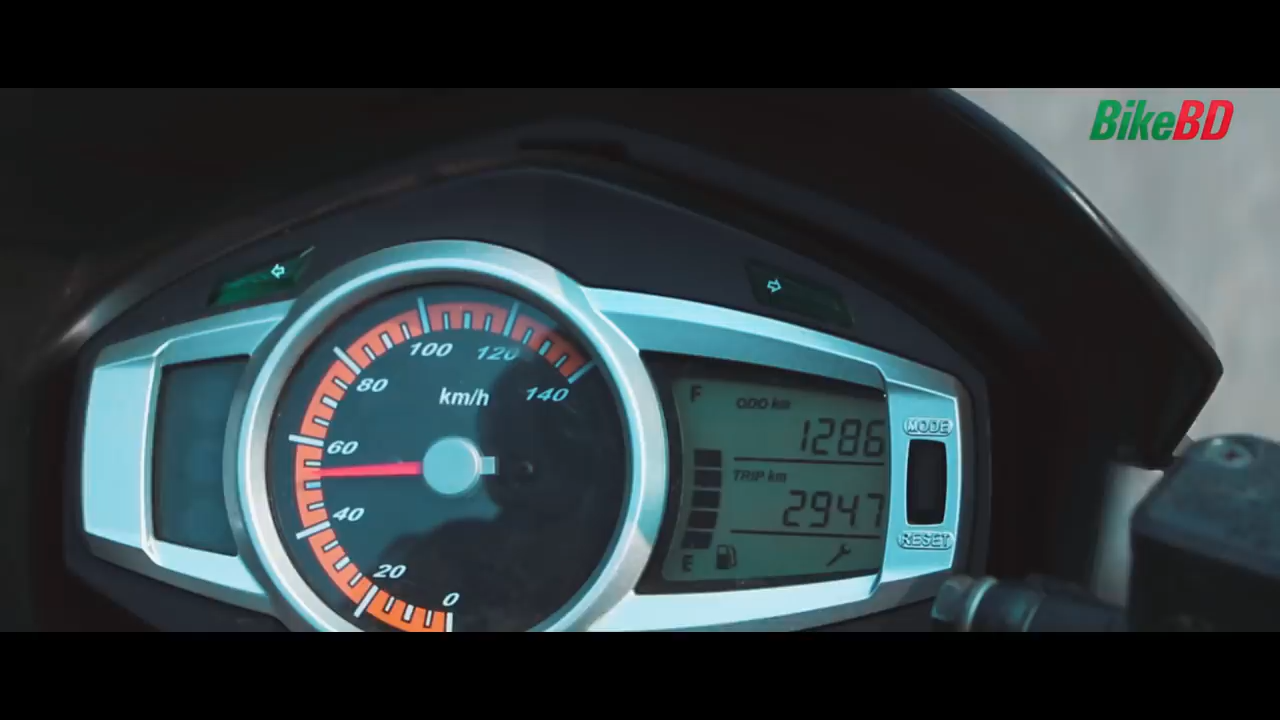 BikeBD
100 120
80 140
km/h
60
40
20
0
F
ODO km
1286
TRIP km
2947
E
MODE
RESET